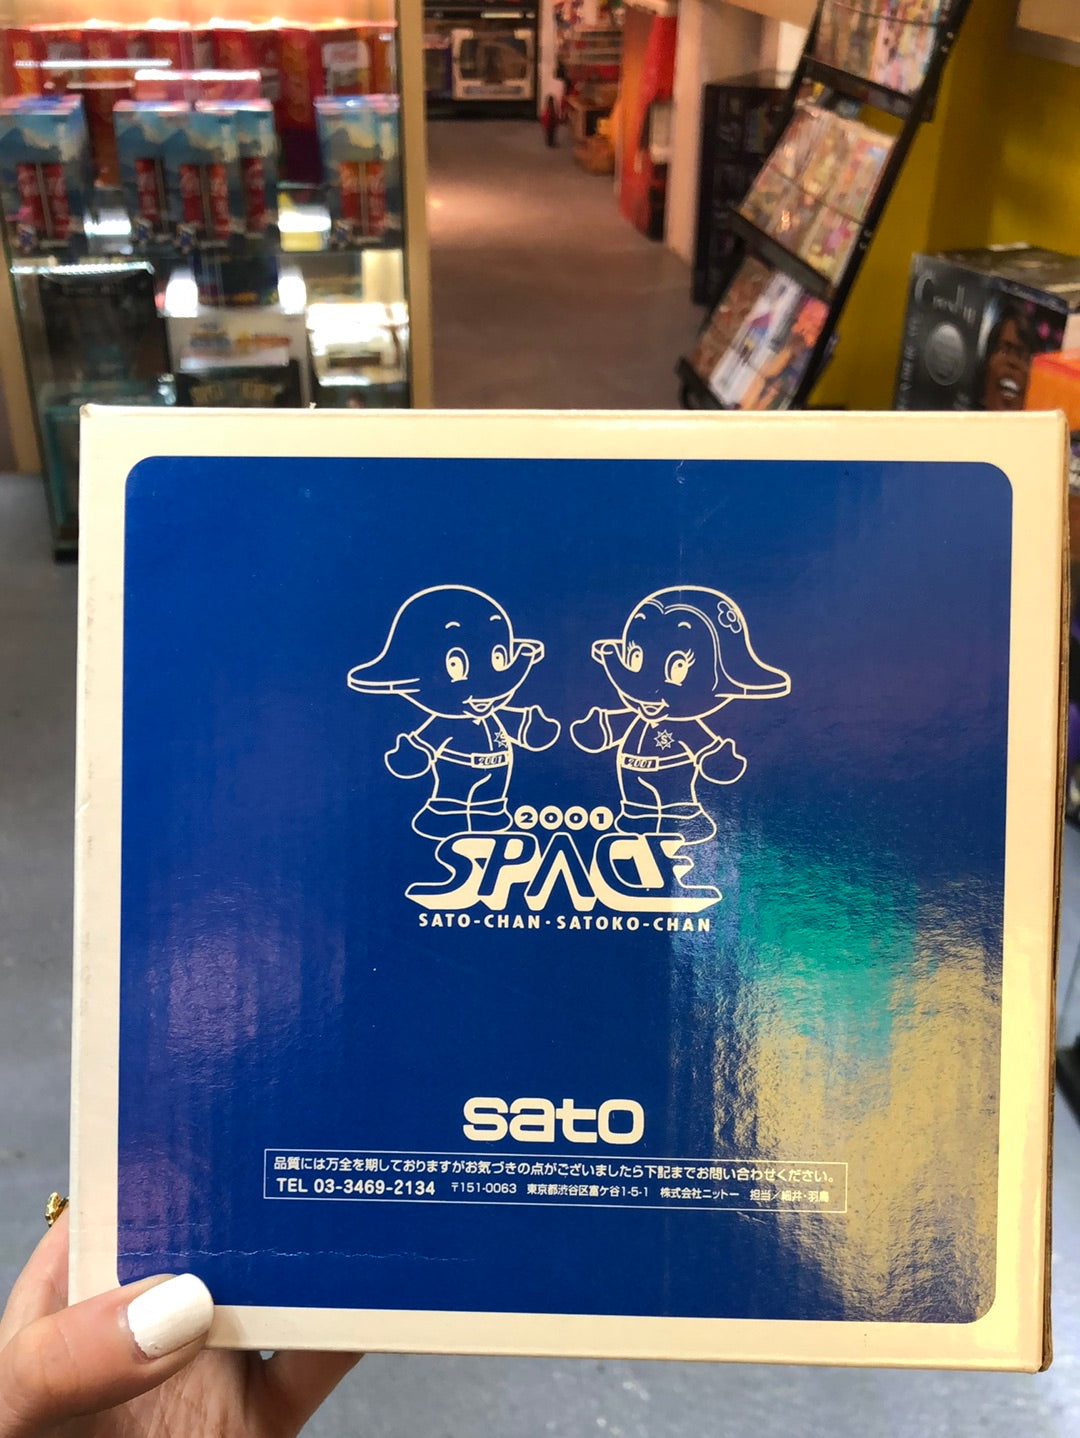 S
2001
S
2001
2001
SPACE
SATO-CHAN・SATOKO-CHAN
sato
品質には万全を期しておりますがお気づきの点がございましたら下記までお問い合わせください。
TEL 03-3469-2134 〒151-0063 東京都渋谷区富ケ谷1-5-1 株式会社ニットー 担当／細井・羽鳥